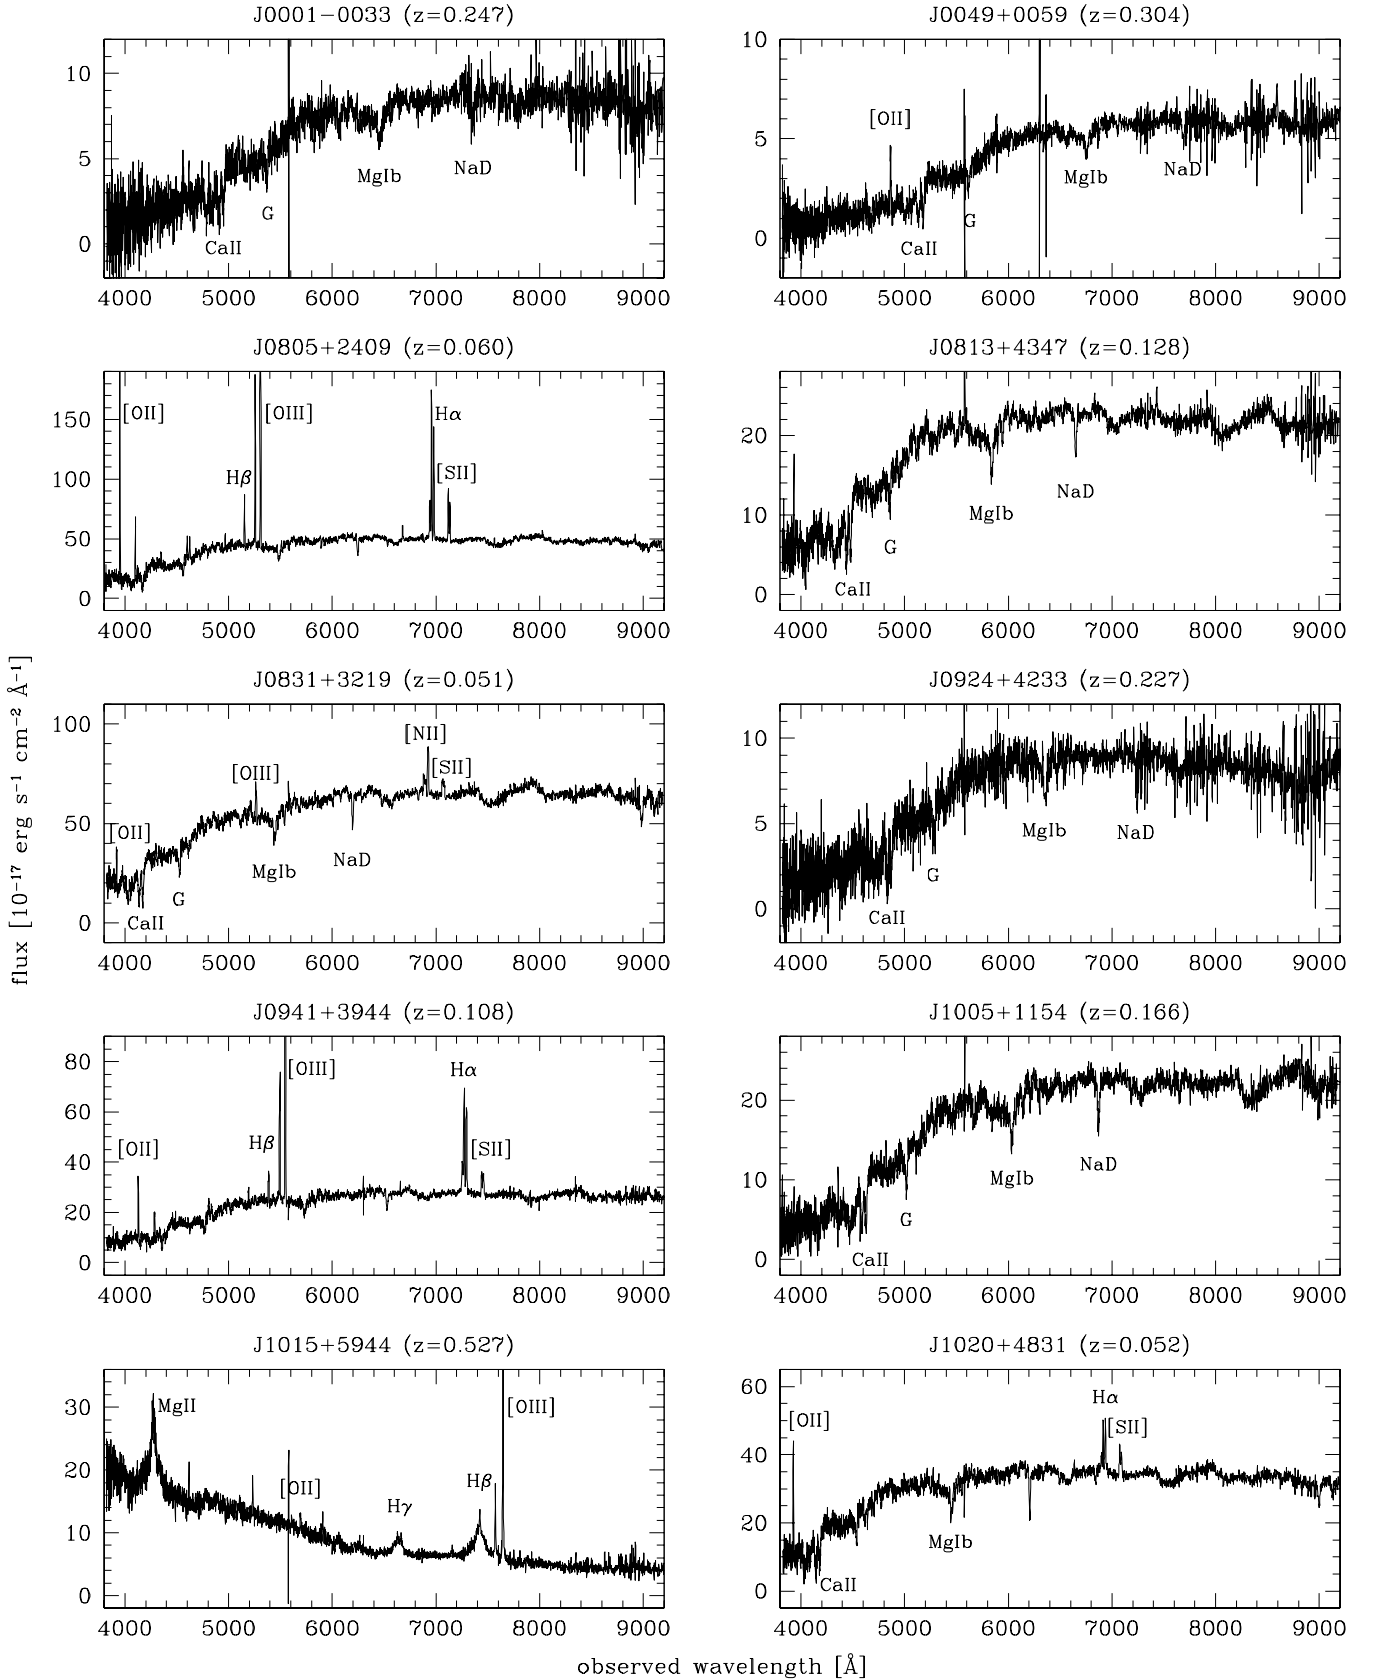 J0001−0033 (z=0.247)
10
5
0
MgIb
NaD
G
CaII
4000 5000 6000 7000 8000 9000
J0049+0059 (z=0.304)
10
5
0
[OII]
MgIb
NaD
G
CaII
4000 5000 6000 7000 8000 9000
J0805+2409 (z=0.060)
150
100
50
0
[OII]
[OIII]
Hα
Hβ
[SII]
4000 5000 6000 7000 8000 9000
J0813+4347 (z=0.128)
20
10
0
NaD
MgIb
G
CaII
4000 5000 6000 7000 8000 9000
flux [10⁻¹⁷ erg s⁻¹ cm⁻² Å⁻¹]
J0831+3219 (z=0.051)
100
50
0
[NII]
[OIII]
[SII]
[OII]
MgIb
NaD
G
CaII
4000 5000 6000 7000 8000 9000
J0924+4233 (z=0.227)
10
5
0
MgIb
NaD
G
CaII
4000 5000 6000 7000 8000 9000
J0941+3944 (z=0.108)
80
60
40
20
0
[OIII]
Hα
[OII]
Hβ
[SII]
4000 5000 6000 7000 8000 9000
J1005+1154 (z=0.166)
20
10
0
NaD
MgIb
G
CaII
4000 5000 6000 7000 8000 9000
J1015+5944 (z=0.527)
30
20
10
0
MgII
[OIII]
[OII]
Hβ
Hγ
4000 5000 6000 7000 8000 9000
J1020+4831 (z=0.052)
60
40
20
0
Hα
[OII]
[SII]
MgIb
CaII
4000 5000 6000 7000 8000 9000
observed wavelength [Å]